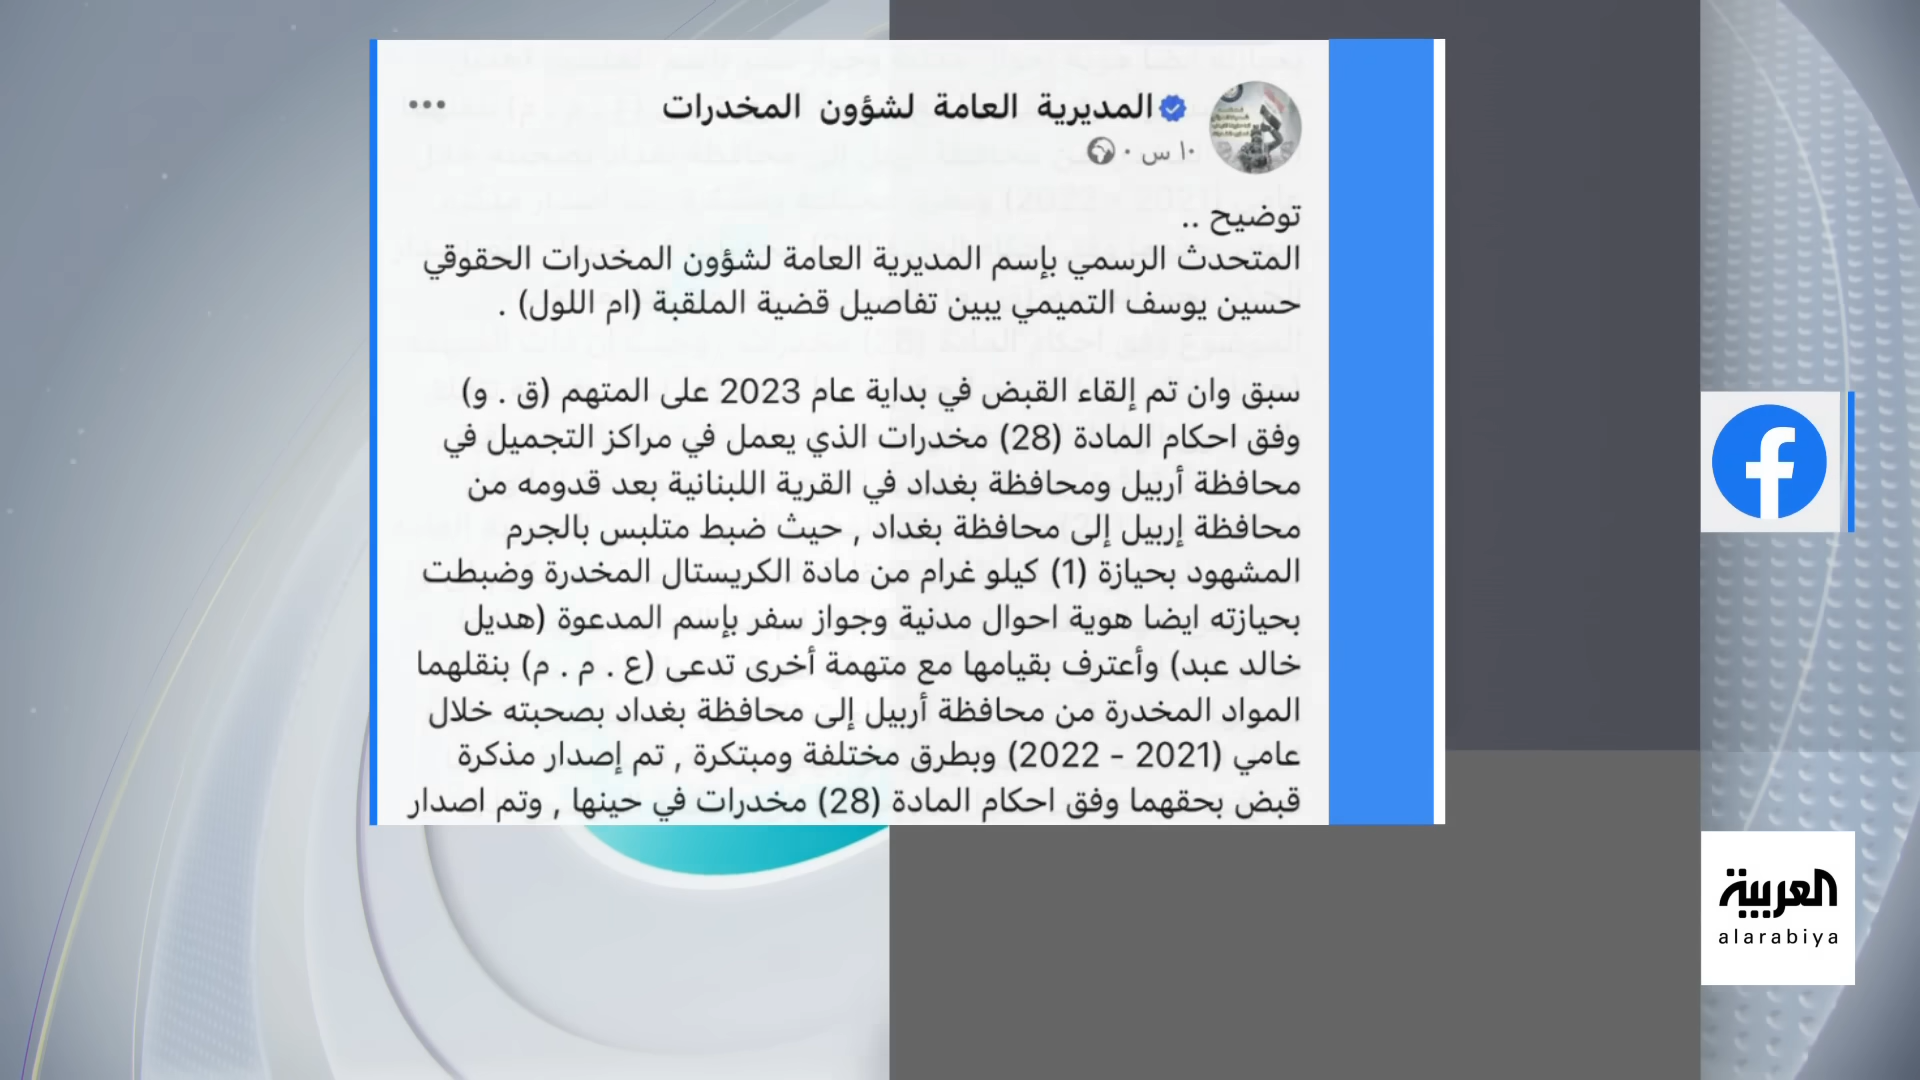 المديرية العامة لشؤون المخدرات
١٠ س ·
توضيح ..
المتحدث الرسمي بإسم المديرية العامة لشؤون المخدرات الحقوقي
حسين يوسف التميمي يبين تفاصيل قضية الملقبة (ام اللول) .
سبق وان تم إلقاء القبض في بداية عام 2023 على المتهم (ق . و)
وفق احكام المادة (28) مخدرات الذي يعمل في مراكز التجميل في
محافظة أربيل ومحافظة بغداد في القرية اللبنانية بعد قدومه من
محافظة إربيل إلى محافظة بغداد , حيث ضبط متلبس بالجرم
المشهود بحيازة (1) كيلو غرام من مادة الكريستال المخدرة وضبطت
بحيازته ايضا هوية احوال مدنية وجواز سفر بإسم المدعوة (هديل
خالد عبد) وأعترف بقيامها مع متهمة أخرى تدعى (ع . م . م) بنقلهما
المواد المخدرة من محافظة أربيل إلى محافظة بغداد بصحبته خلال
عامي (2021 - 2022) وبطرق مختلفة ومبتكرة , تم إصدار مذكرة
قبض بحقهما وفق احكام المادة (28) مخدرات في حينها , وتم اصدار
العربية
alarabiya